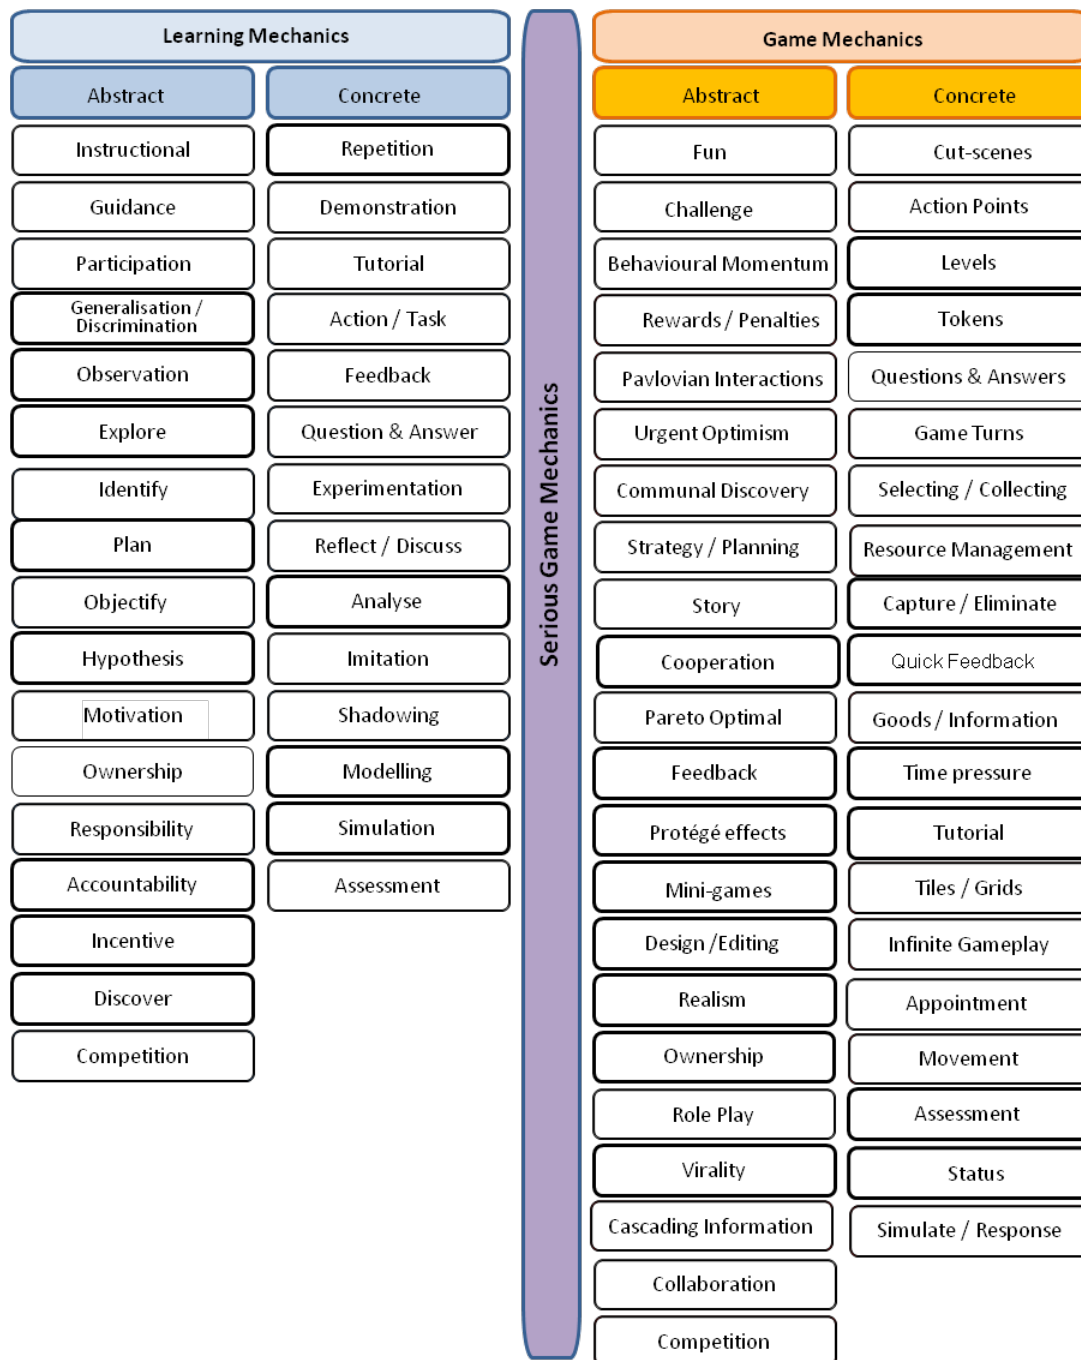 Learning Mechanics
Abstract
Concrete
Instructional
Guidance
Participation
Generalisation /
Discrimination
Observation
Explore
Identify
Plan
Objectify
Hypothesis
Motivation
Ownership
Responsibility
Accountability
Incentive
Discover
Competition
Repetition
Demonstration
Tutorial
Action / Task
Feedback
Question & Answer
Experimentation
Reflect / Discuss
Analyse
Imitation
Shadowing
Modelling
Simulation
Assessment
Serious Game Mechanics
Game Mechanics
Abstract
Concrete
Fun
Challenge
Behavioural Momentum
Rewards / Penalties
Pavlovian Interactions
Urgent Optimism
Communal Discovery
Strategy / Planning
Story
Cooperation
Pareto Optimal
Feedback
Protégé effects
Mini-games
Design /Editing
Realism
Ownership
Role Play
Virality
Cascading Information
Collaboration
Competition
Cut-scenes
Action Points
Levels
Tokens
Questions & Answers
Game Turns
Selecting / Collecting
Resource Management
Capture / Eliminate
Quick Feedback
Goods / Information
Time pressure
Tutorial
Tiles / Grids
Infinite Gameplay
Appointment
Movement
Assessment
Status
Simulate / Response